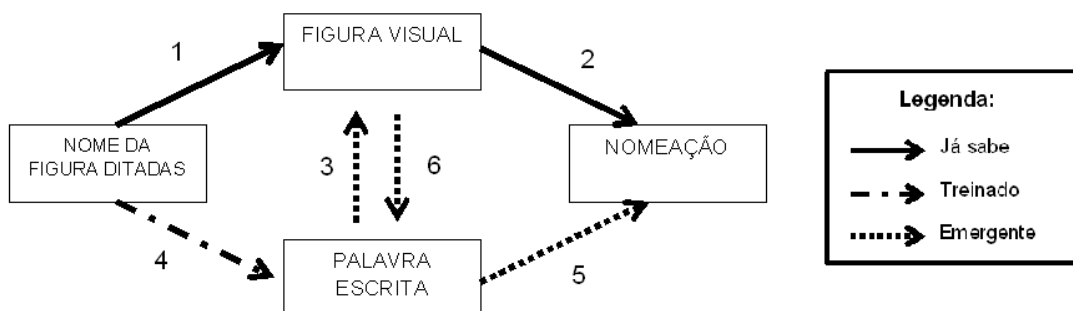 FIGURA VISUAL
1
2
NOME DA
FIGURA DITADAS
3
6
NOMEAÇÃO
4
PALAVRA
ESCRITA
5
Legenda:
Já sabe
Treinado
Emergente